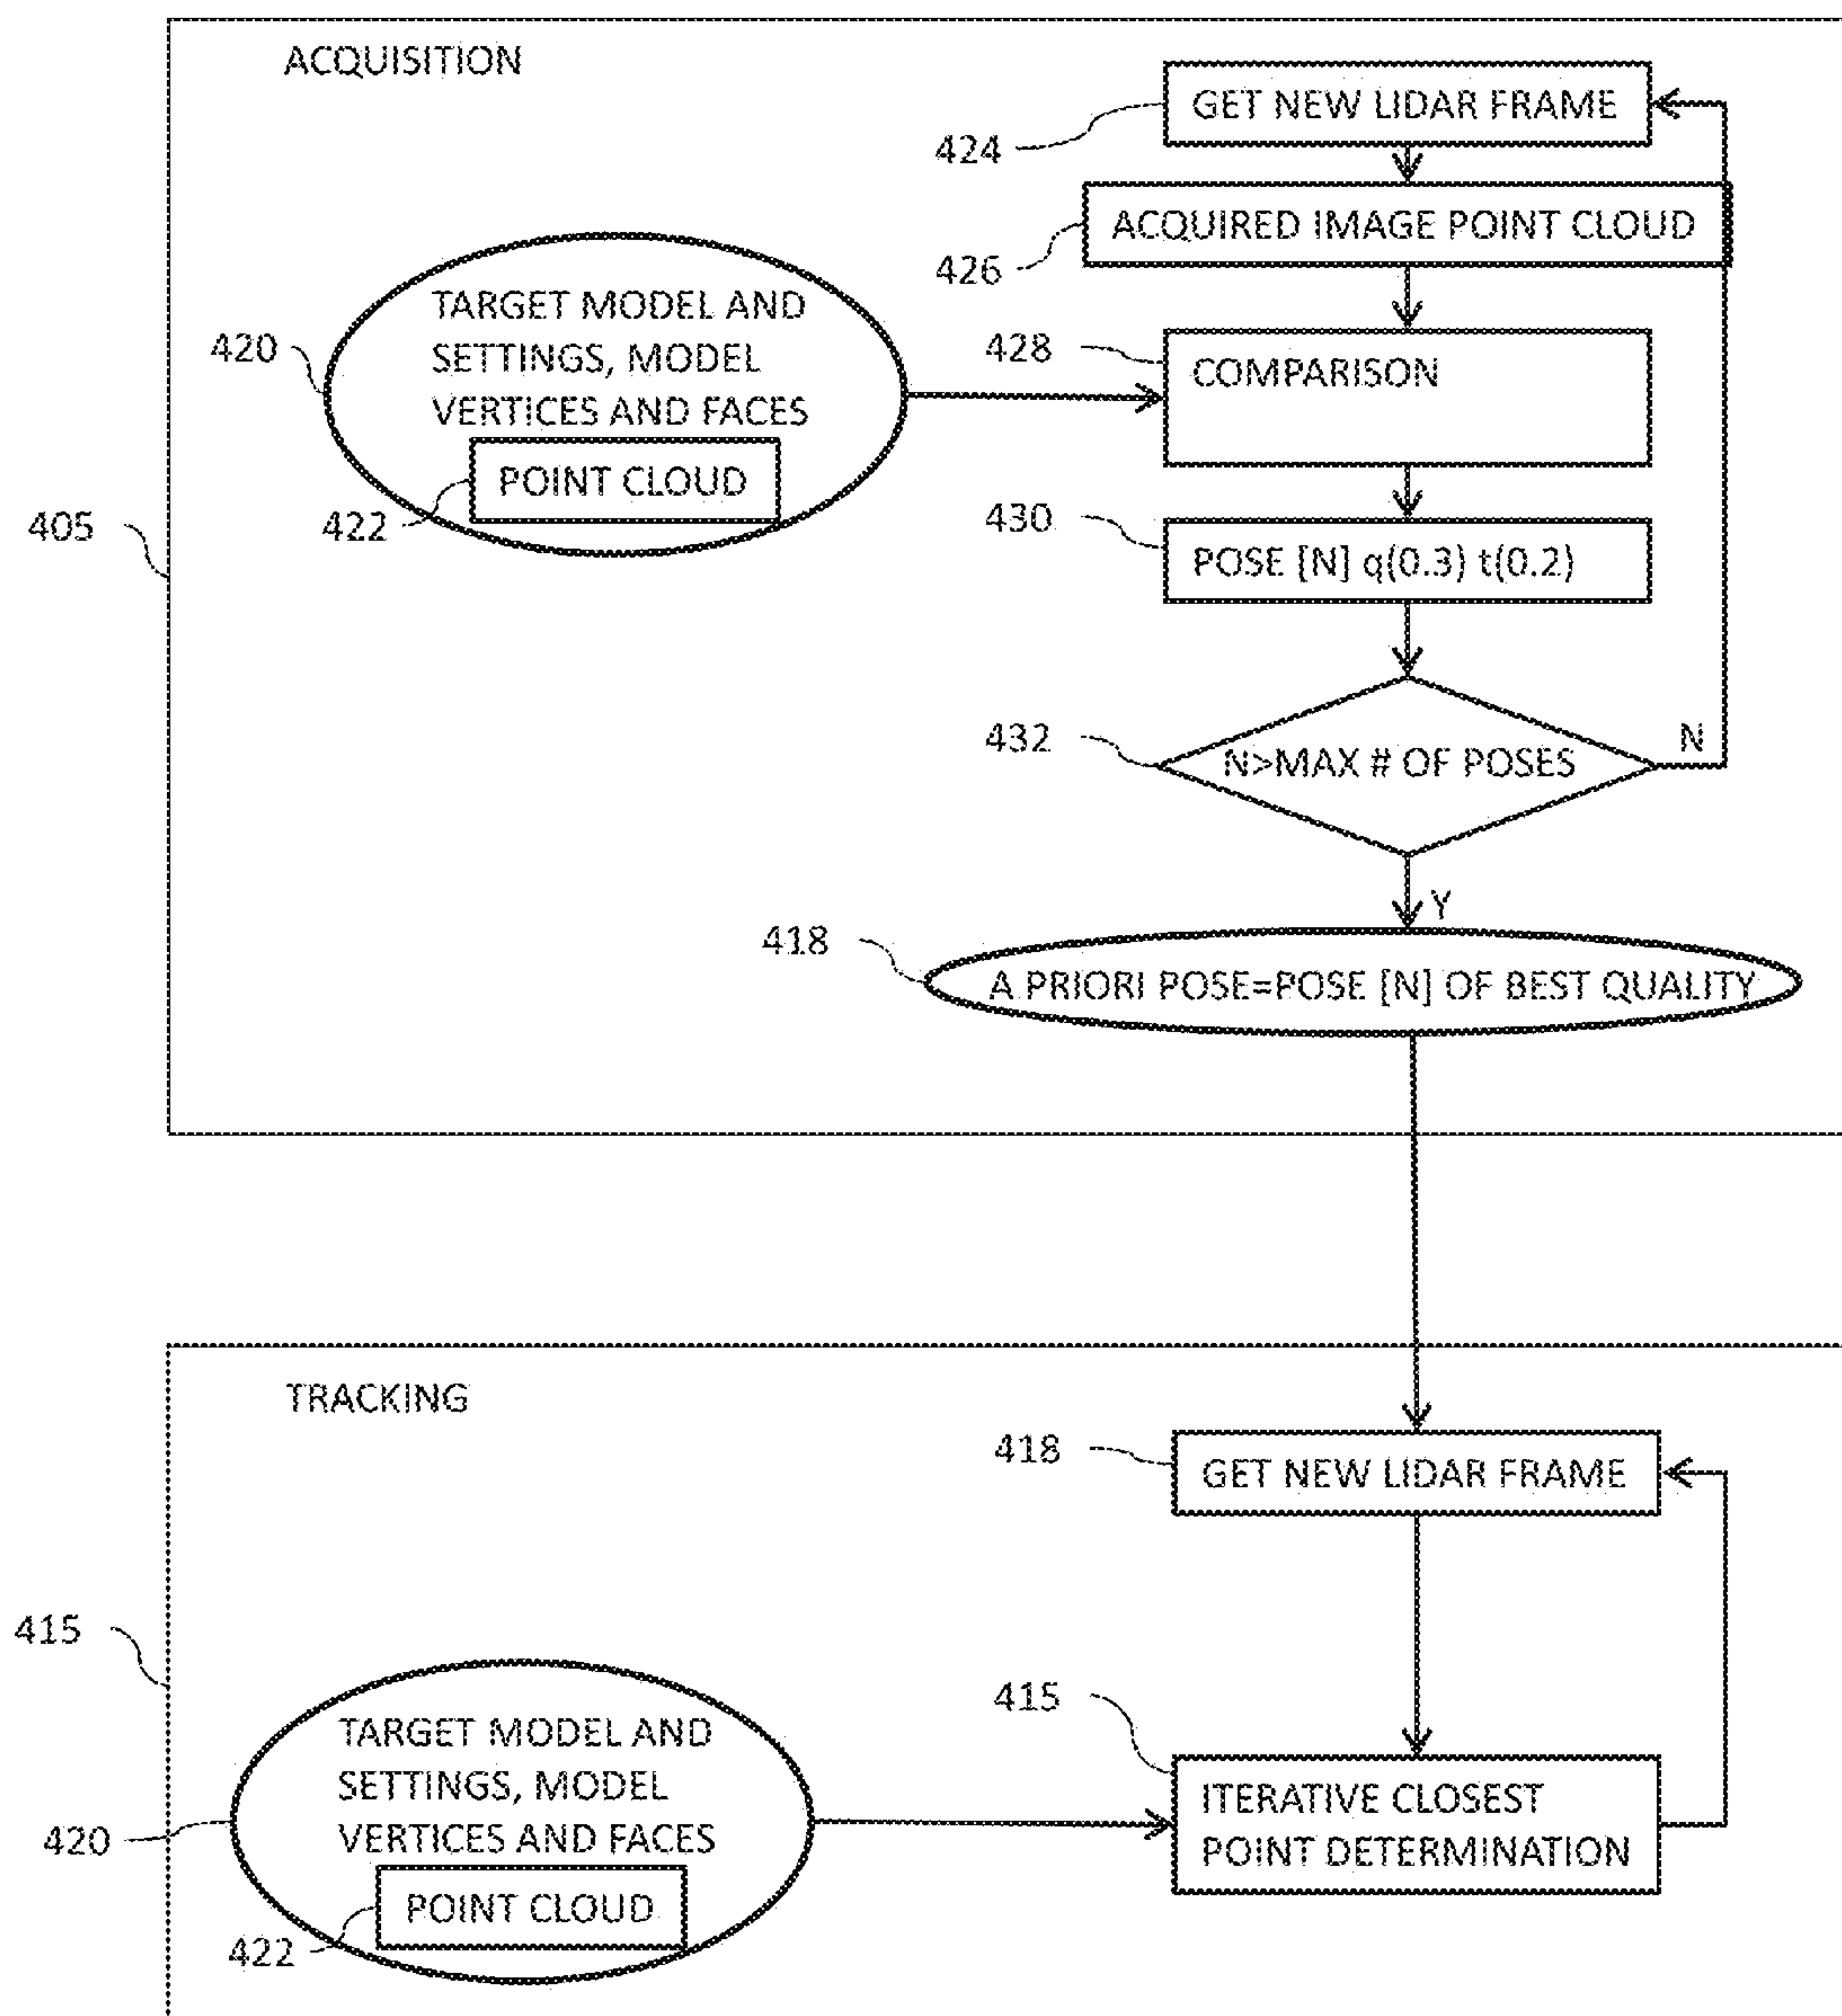 ACQUISITION
GET NEW LIDAR FRAME
424
ACQUIRED IMAGE POINT CLOUD
426
TARGET MODEL AND
SETTINGS, MODEL
VERTICES AND FACES
420
POINT CLOUD
422
428
COMPARISON
405
430
POSE [N] q(0.3) t(0.2)
432
N>MAX # OF POSES
N
Y
418
A PRIORI POSE=POSE [N] OF BEST QUALITY
TRACKING
418
GET NEW LIDAR FRAME
415
TARGET MODEL AND
SETTINGS, MODEL
VERTICES AND FACES
420
POINT CLOUD
422
415
ITERATIVE CLOSEST
POINT DETERMINATION